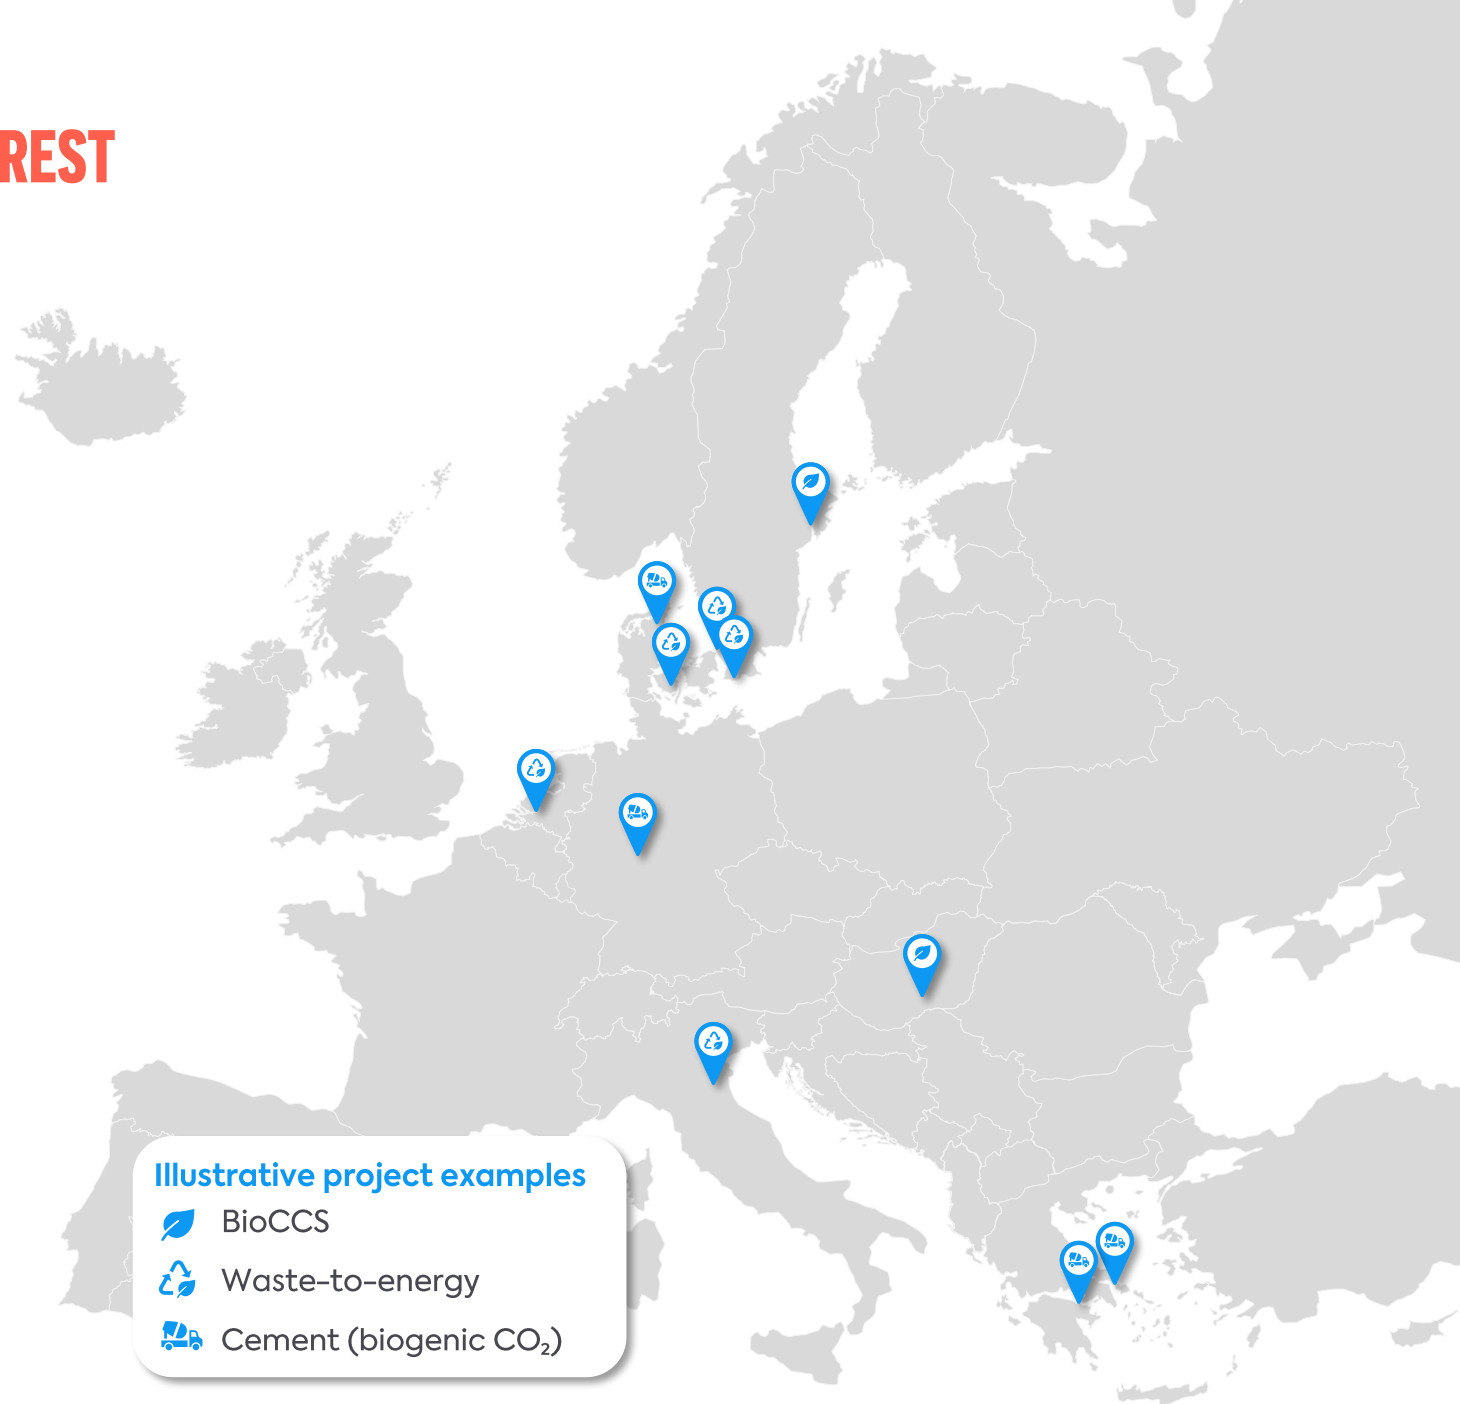 REST
Illustrative project examples
BioCCS
Waste-to-energy
Cement (biogenic CO₂)